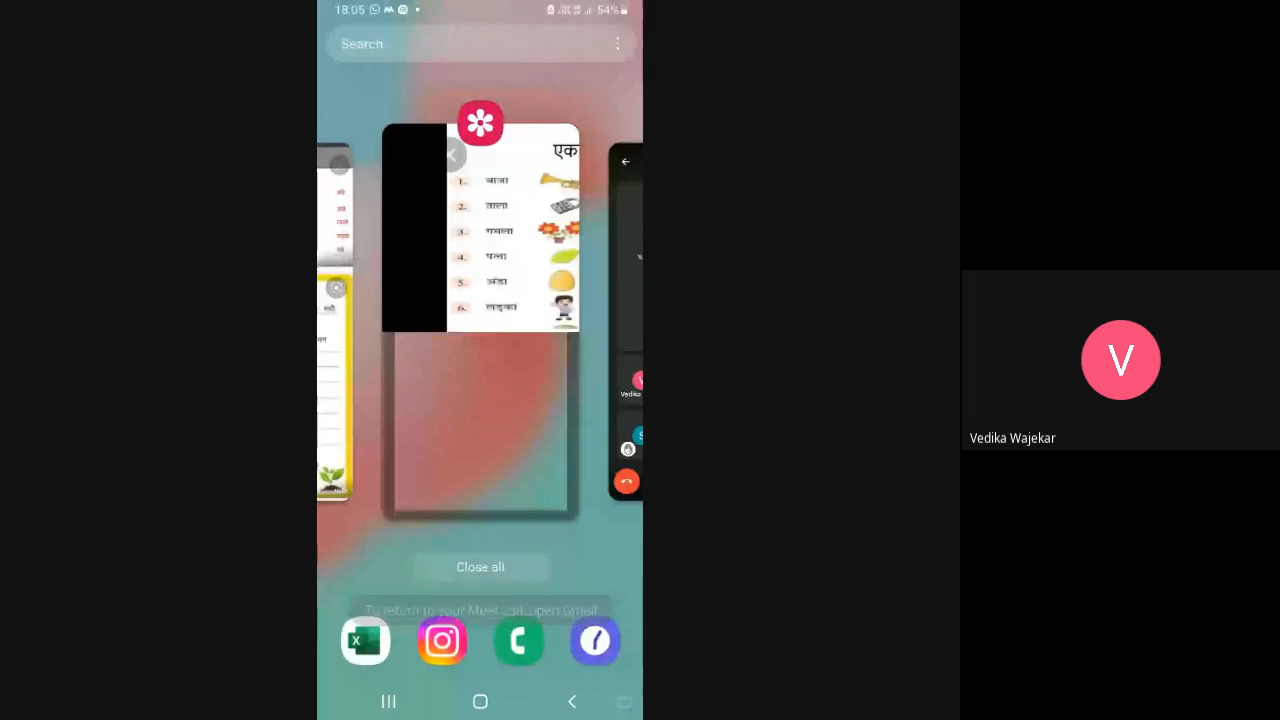 18:05 54%
Search
एक
1. बाजा
2. ताला
3. गमला
4. पत्ता
5. अंडा
6. लड़का
Vedika
Close all
To return to your Meet call, open Gmail
V
Vedika Wajekar